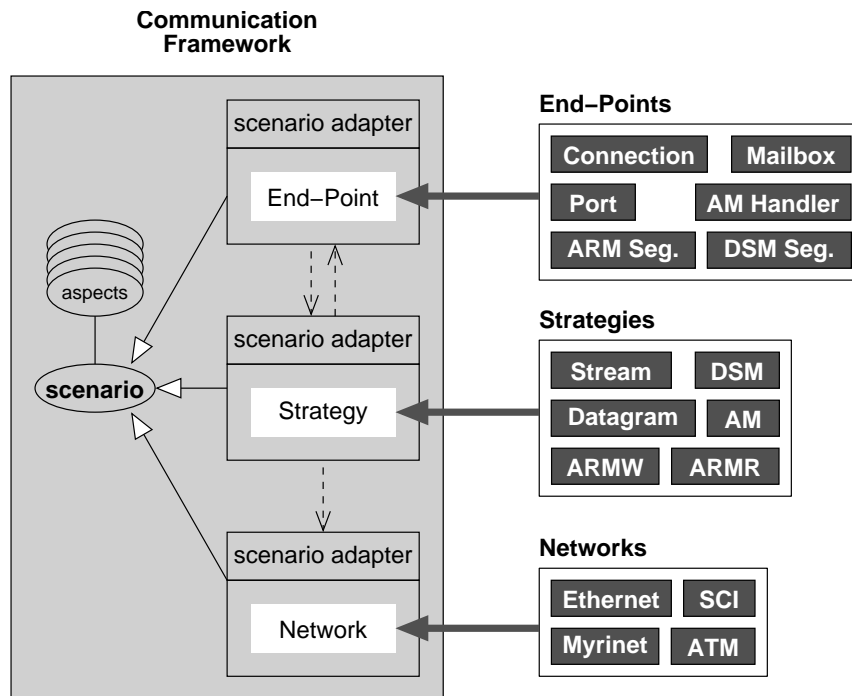 Communication
Framework
scenario adapter
End−Point
aspects
scenario
scenario adapter
Strategy
scenario adapter
Network
End−Points
Connection Mailbox
Port AM Handler
ARM Seg. DSM Seg.
Strategies
Stream DSM
Datagram AM
ARMW ARMR
Networks
Ethernet SCI
Myrinet ATM